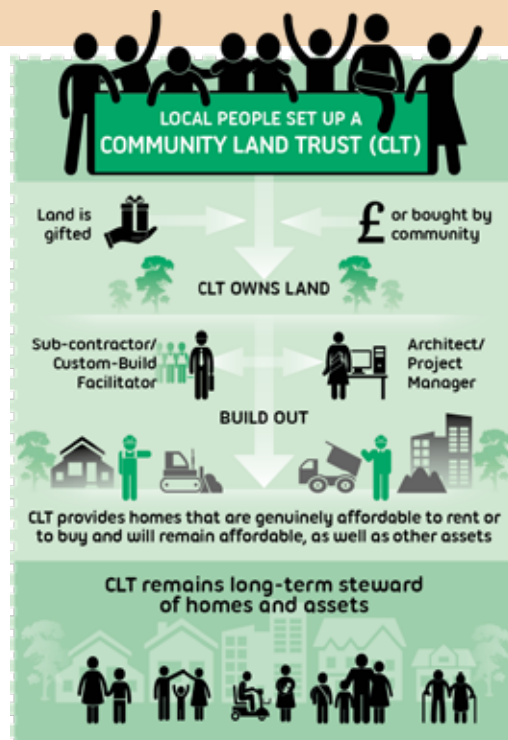 LOCAL PEOPLE SET UP A
COMMUNITY LAND TRUST (CLT)
Land is
gifted
£
or bought by
community
CLT OWNS LAND
Sub-contractor/
Custom-Build
Facilitator
Architect/
Project
Manager
BUILD OUT
CLT provides homes that are genuinely affordable to rent or
to buy and will remain affordable, as well as other assets
CLT remains long-term steward
of homes and assets